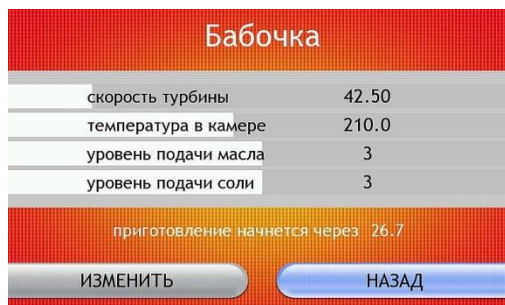 Бабочка
скорость турбины 42.50
температура в камере 210.0
уровень подачи масла 3
уровень подачи соли 3
приготовление начнется через 26.7
ИЗМЕНИТЬ НАЗАД